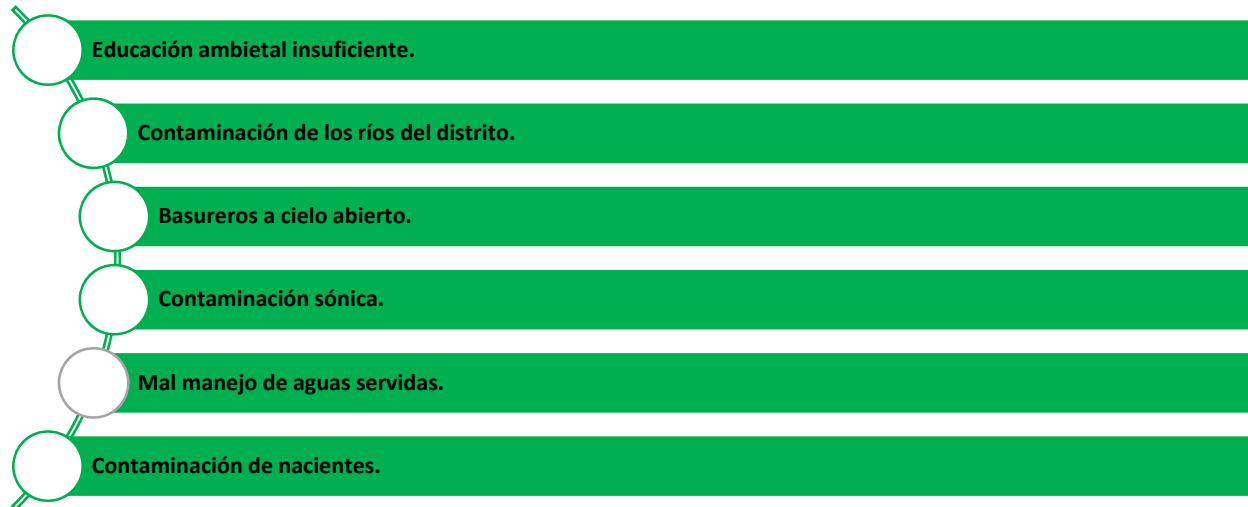 Educación ambietal insuficiente.
Contaminación de los ríos del distrito.
Basureros a cielo abierto.
Contaminación sónica.
Mal manejo de aguas servidas.
Contaminación de nacientes.